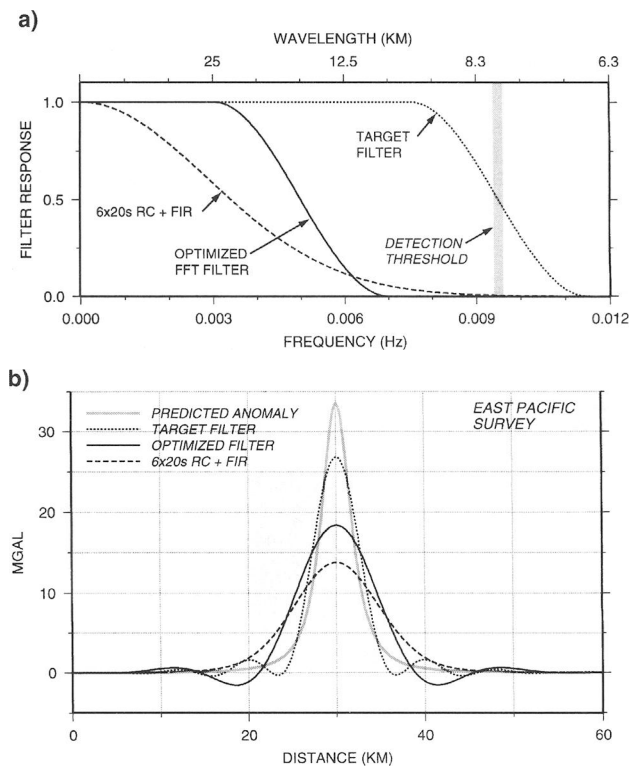 a)
WAVELENGTH (KM)
25 12.5 8.3 6.3
1.0
0.5
0.0
FILTER RESPONSE
TARGET
FILTER
6x20s RC + FIR
OPTIMIZED
FFT FILTER
DETECTION
THRESHOLD
0.000 0.003 0.006 0.009 0.012
FREQUENCY (Hz)
b)
PREDICTED ANOMALY
TARGET FILTER
OPTIMIZED FILTER
6x20s RC + FIR
EAST PACIFIC
SURVEY
30
20
10
0
MGAL
0 20 30 40 60
DISTANCE (KM)